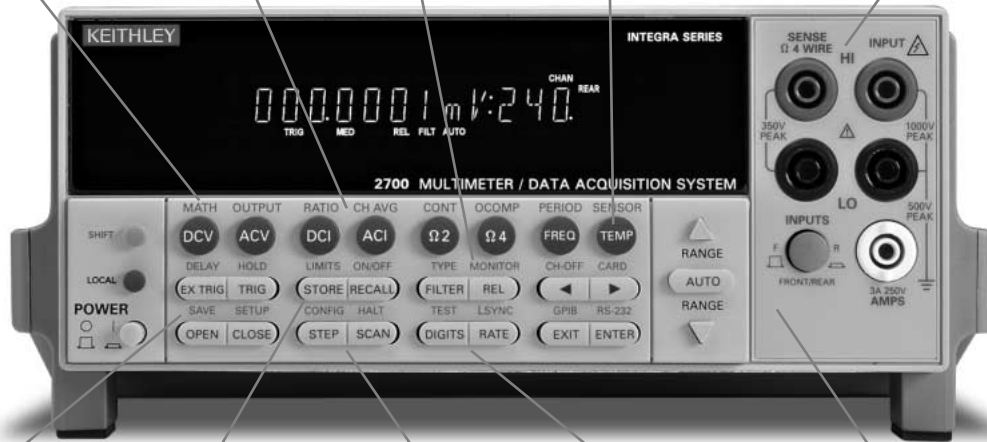 KEITHLEY
INTEGRA SERIES
SENSE
Ω 4 WIRE
INPUT
HI
CHAN
REAR
000.0001 mV:240.
TRIG MED REL FILT AUTO
350V
PEAK
1000V
PEAK
2700 MULTIMETER / DATA ACQUISITION SYSTEM
LO
500V
PEAK
MATH OUTPUT RATIO CH AVG CONT OCOMP PERIOD SENSOR
SHIFT DCV ACV DCI ACI Ω2 Ω4 FREQ TEMP
INPUTS
F R
FRONT/REAR
RANGE
DELAY HOLD LIMITS ON/OFF TYPE MONITOR CH-OFF CARD
LOCAL EX TRIG TRIG STORE RECALL FILTER REL ◀ ▶
AUTO
3A 250V
AMPS
RANGE
POWER
SAVE SETUP CONFIG HALT TEST LSYNC GPIB RS-232
OPEN CLOSE STEP SCAN DIGITS RATE EXIT ENTER